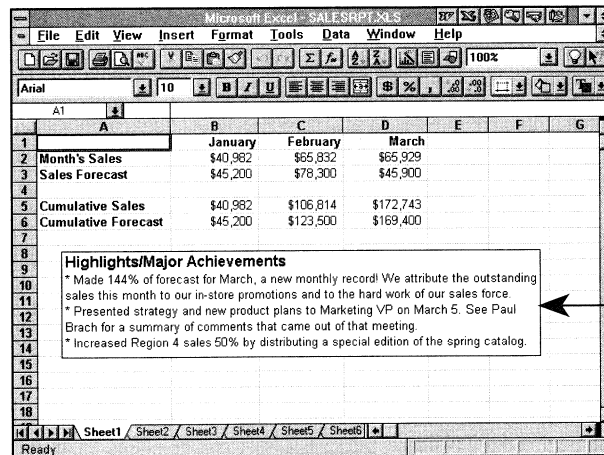 Microsoft Excel - SALESRPT.XLS
File Edit View Insert Format Tools Data Window Help
100%
Arial 10 B I U $ % ,
A1
A B C D E F G
1 January February March
2 Month's Sales $40,982 $65,832 $65,929
3 Sales Forecast $45,200 $78,300 $45,900
4
5 Cumulative Sales $40,982 $106,814 $172,743
6 Cumulative Forecast $45,200 $123,500 $169,400
7
8
9
10
11
12
13
14
15
16
17
18
Highlights/Major Achievements
* Made 144% of forecast for March, a new monthly record! We attribute the outstanding
sales this month to our in-store promotions and to the hard work of our sales force.
* Presented strategy and new product plans to Marketing VP on March 5. See Paul
Brach for a summary of comments that came out of that meeting.
* Increased Region 4 sales 50% by distributing a special edition of the spring catalog.
Sheet1 Sheet2 Sheet3 Sheet4 Sheet5 Sheet6
Ready